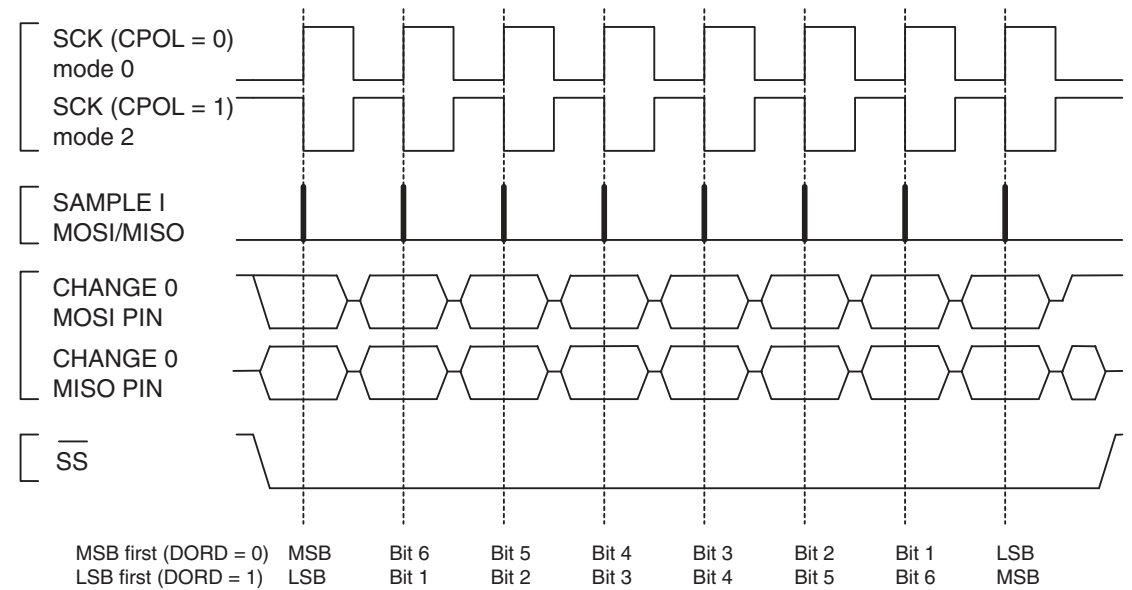 SCK (CPOL = 0)
mode 0
SCK (CPOL = 1)
mode 2
SAMPLE I
MOSI/MISO
CHANGE 0
MOSI PIN
CHANGE 0
MISO PIN
SS
MSB first (DORD = 0) MSB Bit 6 Bit 5 Bit 4 Bit 3 Bit 2 Bit 1 LSB
LSB first (DORD = 1) LSB Bit 1 Bit 2 Bit 3 Bit 4 Bit 5 Bit 6 MSB